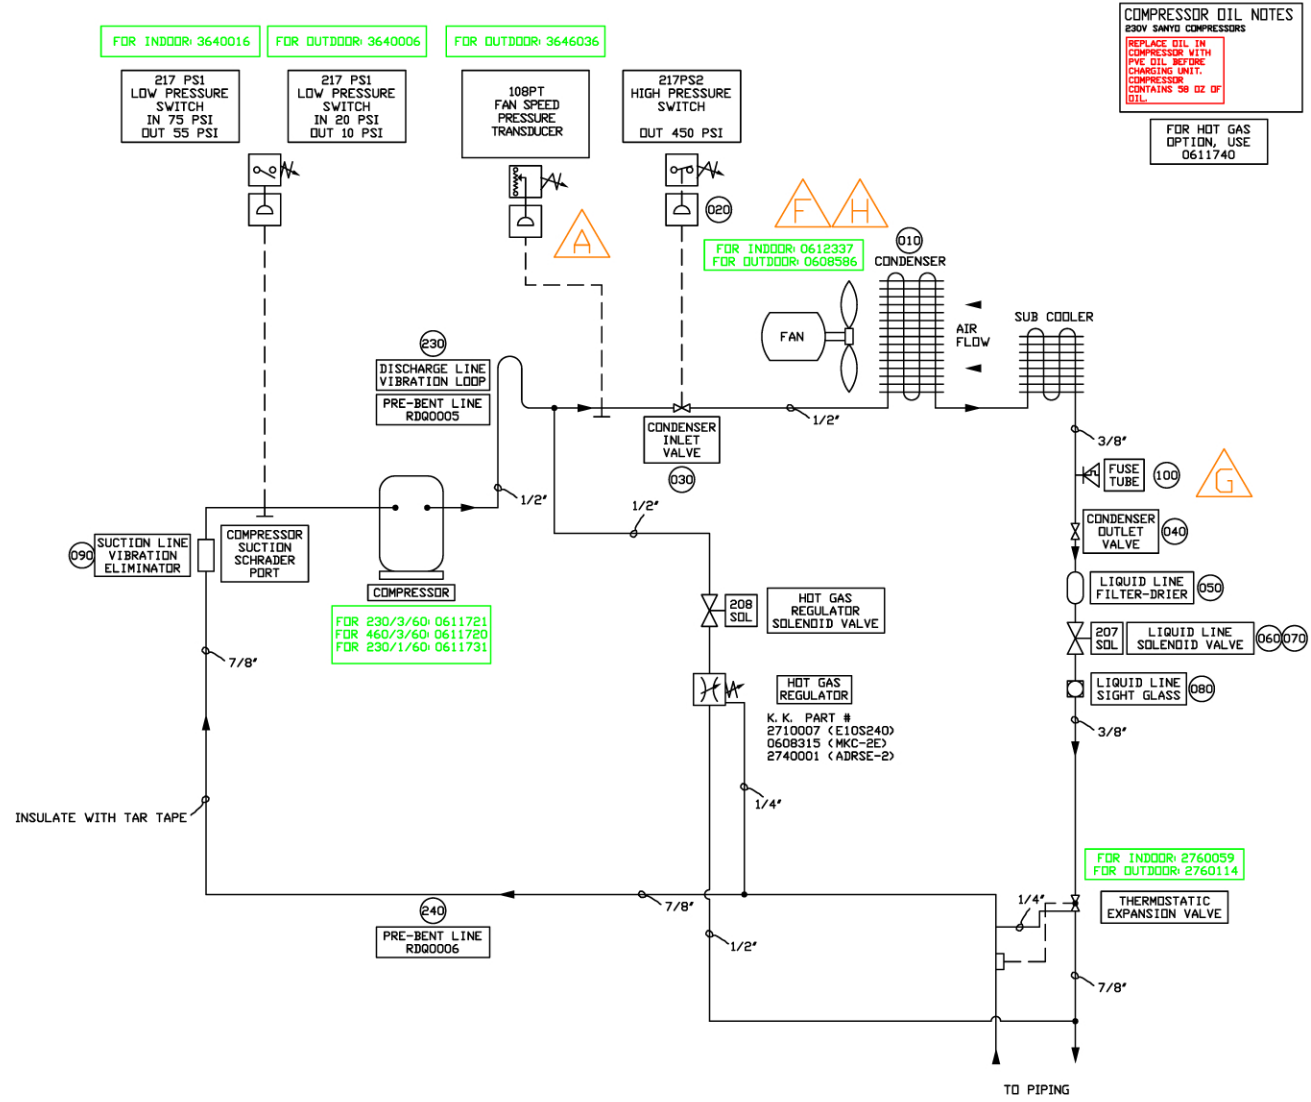 COMPRESSOR OIL NOTES
230V SANYO COMPRESSORS
REPLACE OIL IN
COMPRESSOR WITH
PVE OIL BEFORE
CHARGING UNIT.
COMPRESSOR
CONTAINS 58 OZ OF
OIL.
FOR HOT GAS
OPTION, USE
0611740
FOR INDOOR: 3640016
FOR OUTDOOR: 3640006
FOR OUTDOOR: 3646036
217 PS1
LOW PRESSURE
SWITCH
IN 75 PSI
OUT 55 PSI
217 PS1
LOW PRESSURE
SWITCH
IN 20 PSI
OUT 10 PSI
108PT
FAN SPEED
PRESSURE
TRANSDUCER
217PS2
HIGH PRESSURE
SWITCH
OUT 450 PSI
020
A
F
H
FOR INDOOR: 0612337
FOR OUTDOOR: 0608586
010
CONDENSER
FAN
AIR
FLOW
SUB COOLER
230
DISCHARGE LINE
VIBRATION LOOP
PRE-BENT LINE
RDQ0005
1/2"
CONDENSER
INLET
VALVE
030
3/8"
FUSE
TUBE
100
G
1/2"
1/2"
CONDENSER
OUTLET
VALVE
040
090
SUCTION LINE
VIBRATION
ELIMINATOR
COMPRESSOR
SUCTION
SCHRADER
PORT
COMPRESSOR
FOR 230/3/60: 0611721
FOR 460/3/60: 0611720
FOR 230/1/60: 0611731
LIQUID LINE
FILTER-DRIER
050
208
SOL
HOT GAS
REGULATOR
SOLENOID VALVE
207
SOL
LIQUID LINE
SOLENOID VALVE
060
070
7/8"
HOT GAS
REGULATOR
LIQUID LINE
SIGHT GLASS
080
K.K. PART #
2710007 (E10S240)
0608315 (MKC-2E)
2740001 (ADRSE-2)
3/8"
1/4"
INSULATE WITH TAR TAPE
FOR INDOOR: 2760059
FOR OUTDOOR: 2760114
THERMOSTATIC
EXPANSION VALVE
7/8"
1/4"
240
PRE-BENT LINE
RDQ0006
1/2"
7/8"
TO PIPING